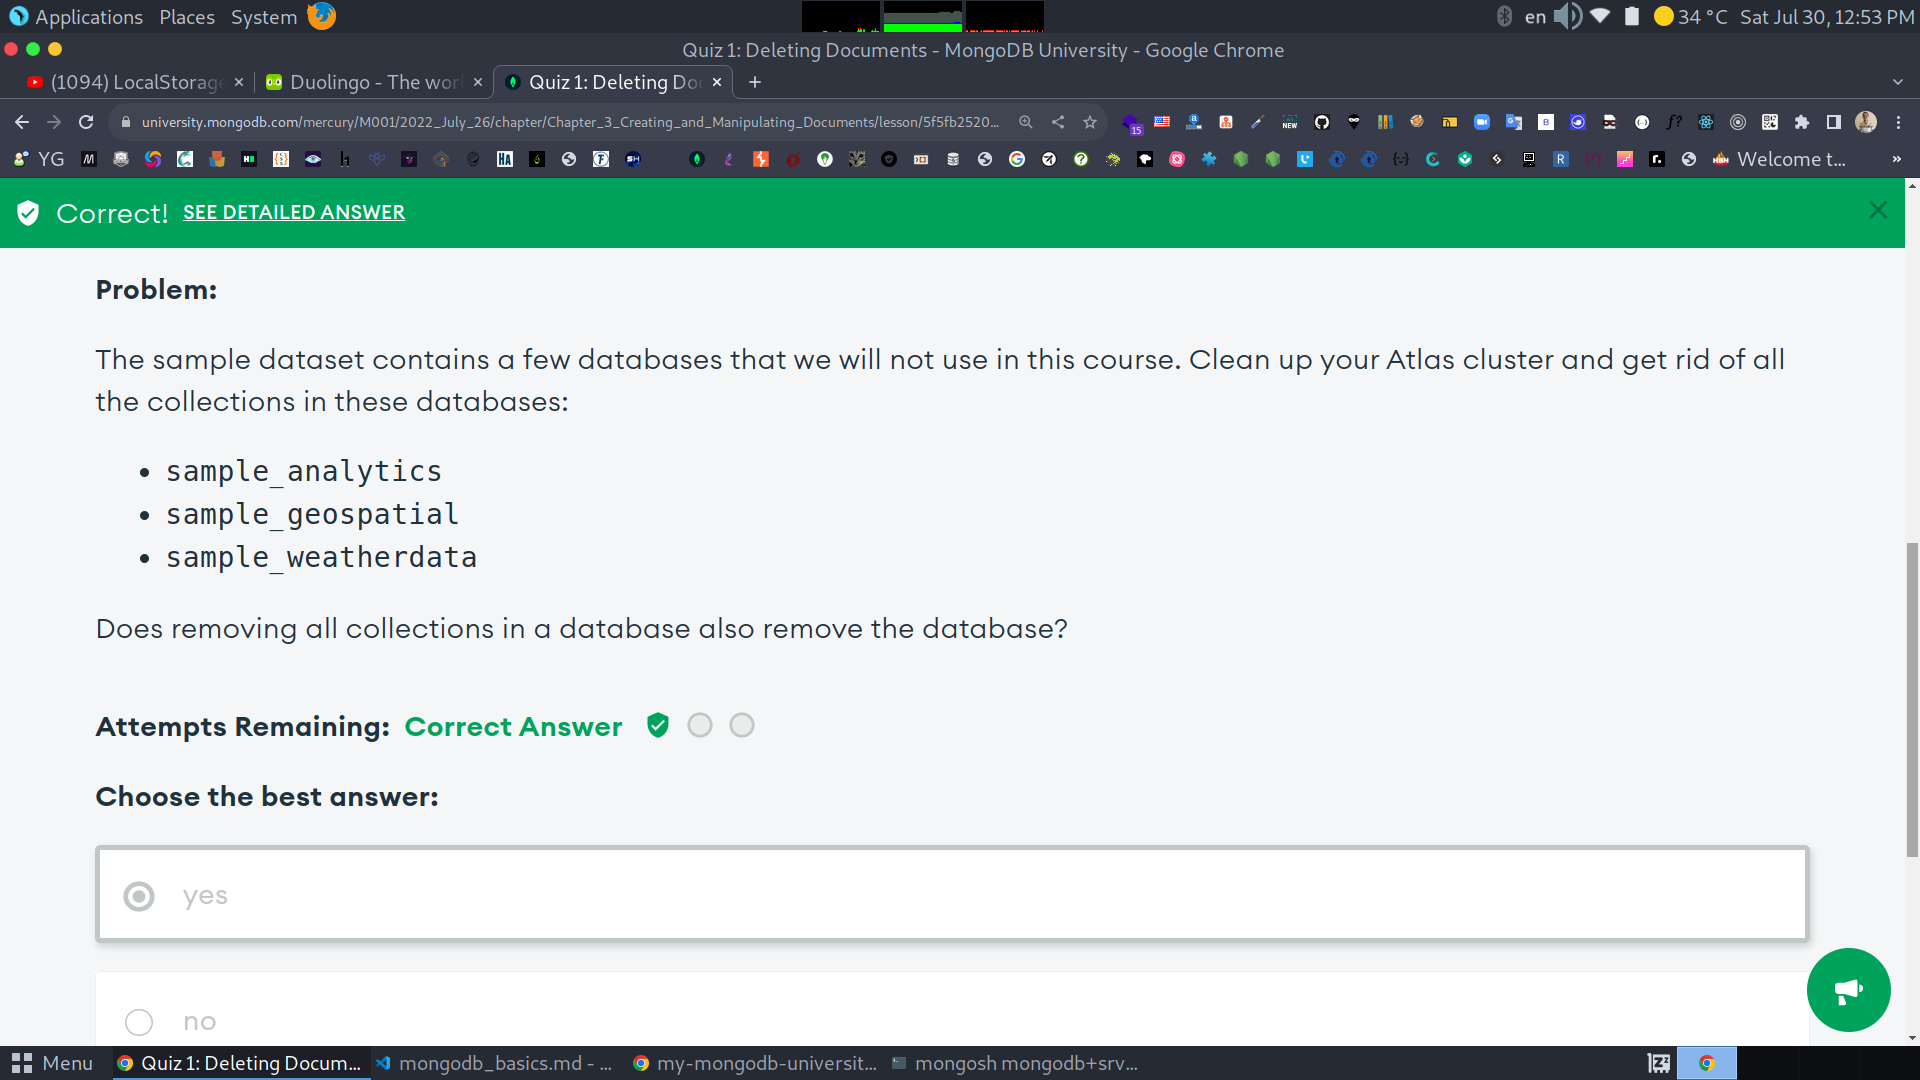 Applications Places System
en 34 °C Sat Jul 30, 12:53 PM
Quiz 1: Deleting Documents - MongoDB University - Google Chrome
(1094) LocalStorage × Duolingo - The worl × Quiz 1: Deleting Do × +
university.mongodb.com/mercury/M001/2022_July_26/chapter/Chapter_3_Creating_and_Manipulating_Documents/lesson/5f5fb2520...
15
YG
Welcome t... »
Correct! SEE DETAILED ANSWER
Problem:
The sample dataset contains a few databases that we will not use in this course. Clean up your Atlas cluster and get rid of all
the collections in these databases:
• sample_analytics
• sample_geospatial
• sample_weatherdata
Does removing all collections in a database also remove the database?
Attempts Remaining: Correct Answer
Choose the best answer:
yes
no
Menu Quiz 1: Deleting Docum... mongodb_basics.md - ... my-mongodb-universit... mongosh mongodb+srv...